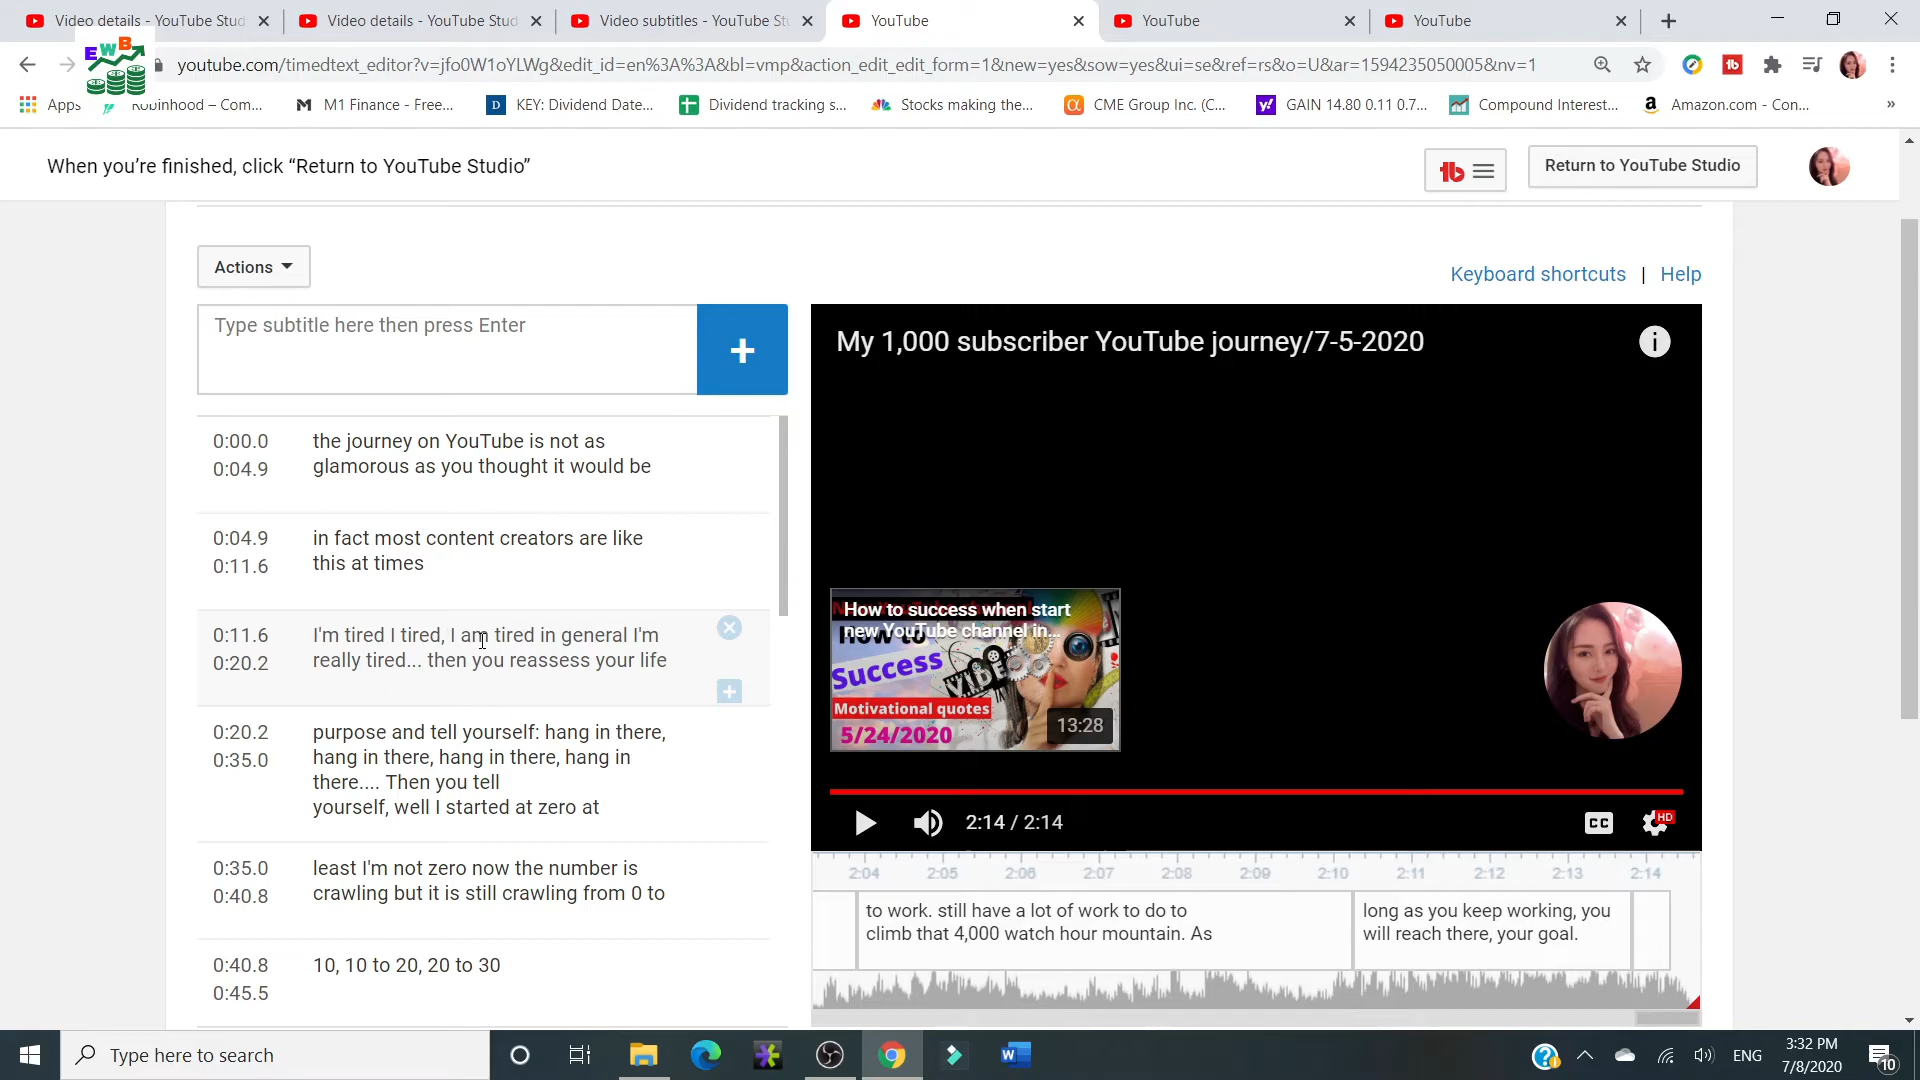 Video details - YouTube Stud
Video details - YouTube Stud
Video subtitles - YouTube St
YouTube
YouTube
YouTube
EWB
youtube.com/timedtext_editor?v=jfo0W1oYLWg&edit_id=en%3A%3A&bl=vmp&action_edit_edit_form=1&new=yes&sow=yes&ui=se&ref=rs&o=U&ar=1594235050005&nv=1
Apps
Robinhood – Com...
M1 Finance - Free...
KEY: Dividend Date...
Dividend tracking s...
Stocks making the...
CME Group Inc. (C...
GAIN 14.80 0.11 0.7...
Compound Interest...
Amazon.com - Con...
»
When you’re finished, click “Return to YouTube Studio”
Return to YouTube Studio
Actions
Keyboard shortcuts | Help
Type subtitle here then press Enter
+
0:00.0 the journey on YouTube is not as
0:04.9 glamorous as you thought it would be
0:04.9 in fact most content creators are like
0:11.6 this at times
0:11.6 I'm tired I tired, I am tired in general I'm
0:20.2 really tired... then you reassess your life
0:20.2 purpose and tell yourself: hang in there,
0:35.0 hang in there, hang in there, hang in
there.... Then you tell
yourself, well I started at zero at
0:35.0 least I'm not zero now the number is
0:40.8 crawling but it is still crawling from 0 to
0:40.8 10, 10 to 20, 20 to 30
0:45.5
My 1,000 subscriber YouTube journey/7-5-2020
How to success when start
new YouTube channel in...
How to
Success
VIDEO
Motivational quotes
5/24/2020
13:28
2:14 / 2:14
CC
HD
2:04 2:05 2:06 2:07 2:08 2:09 2:10 2:11 2:12 2:13 2:14
to work. still have a lot of work to do to
climb that 4,000 watch hour mountain. As
long as you keep working, you
will reach there, your goal.
Type here to search
ENG
3:32 PM
7/8/2020
10